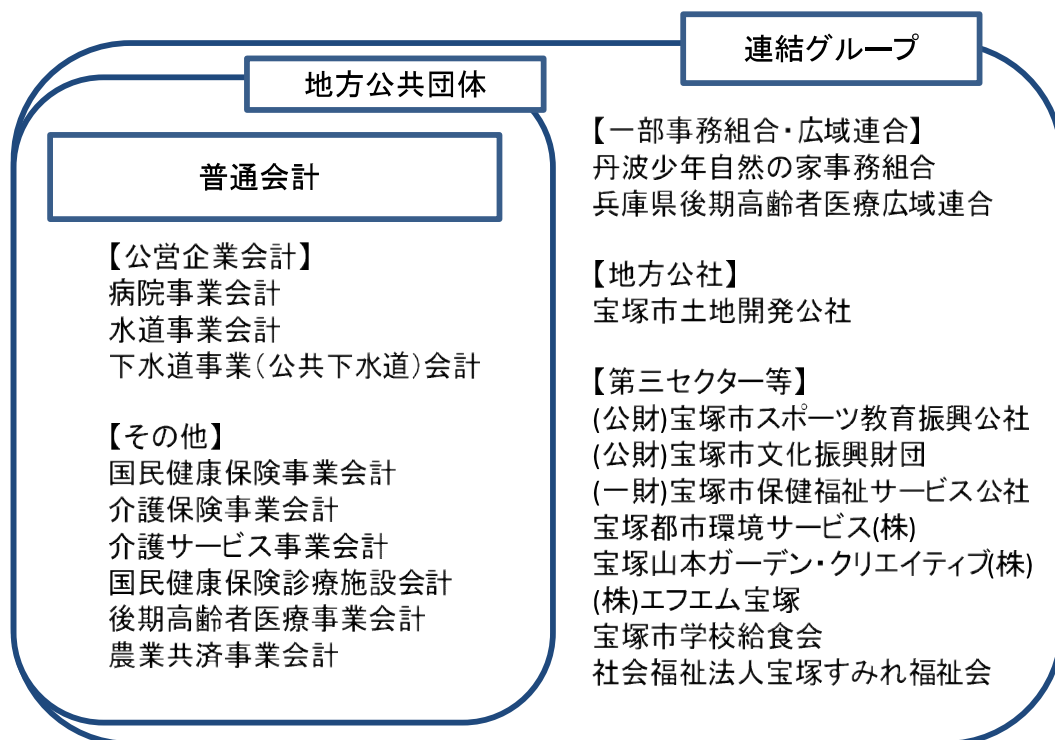 連結グループ
地方公共団体
普通会計
【公営企業会計】
病院事業会計
水道事業会計
下水道事業(公共下水道)会計
【その他】
国民健康保険事業会計
介護保険事業会計
介護サービス事業会計
国民健康保険診療施設会計
後期高齢者医療事業会計
農業共済事業会計
【一部事務組合・広域連合】
丹波少年自然の家事務組合
兵庫県後期高齢者医療広域連合
【地方公社】
宝塚市土地開発公社
【第三セクター等】
(公財)宝塚市スポーツ教育振興公社
(公財)宝塚市文化振興財団
(一財)宝塚市保健福祉サービス公社
宝塚都市環境サービス(株)
宝塚山本ガーデン・クリエイティブ(株)
(株)エフエム宝塚
宝塚市学校給食会
社会福祉法人宝塚すみれ福祉会